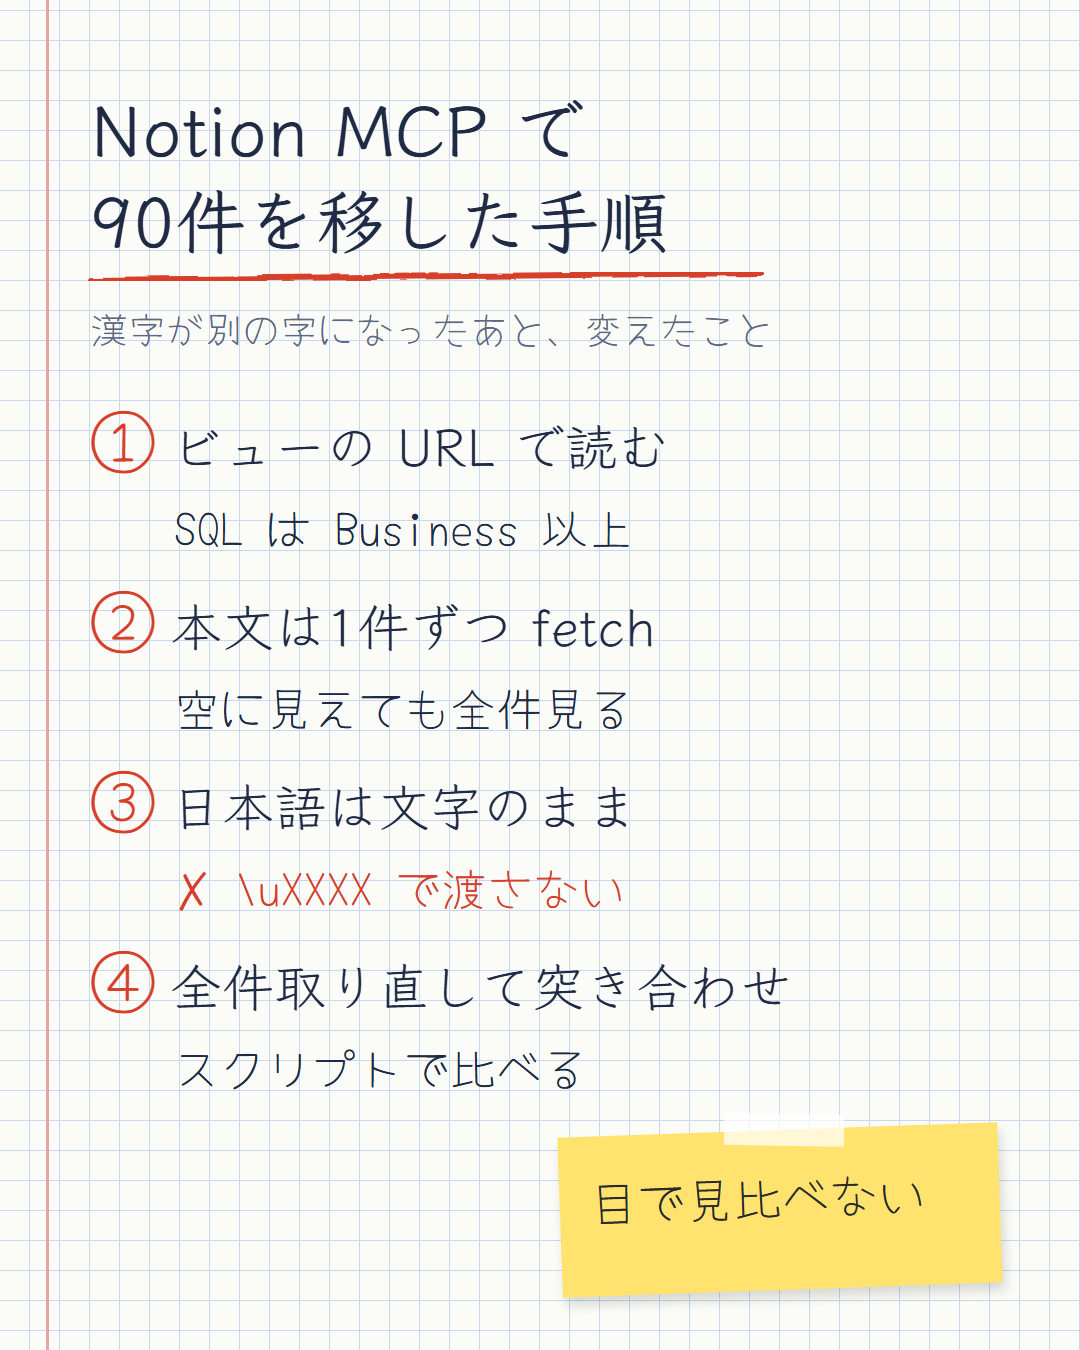 Notion MCP で
90件を移した手順
漢字が別の字になったあと、変えたこと
① ビューの URL で読む
SQL は Business 以上
② 本文は1件ずつ fetch
空に見えても全件見る
③ 日本語は文字のまま
✗ \uXXXX で渡さない
④ 全件取り直して突き合わせ
スクリプトで比べる
目で見比べない